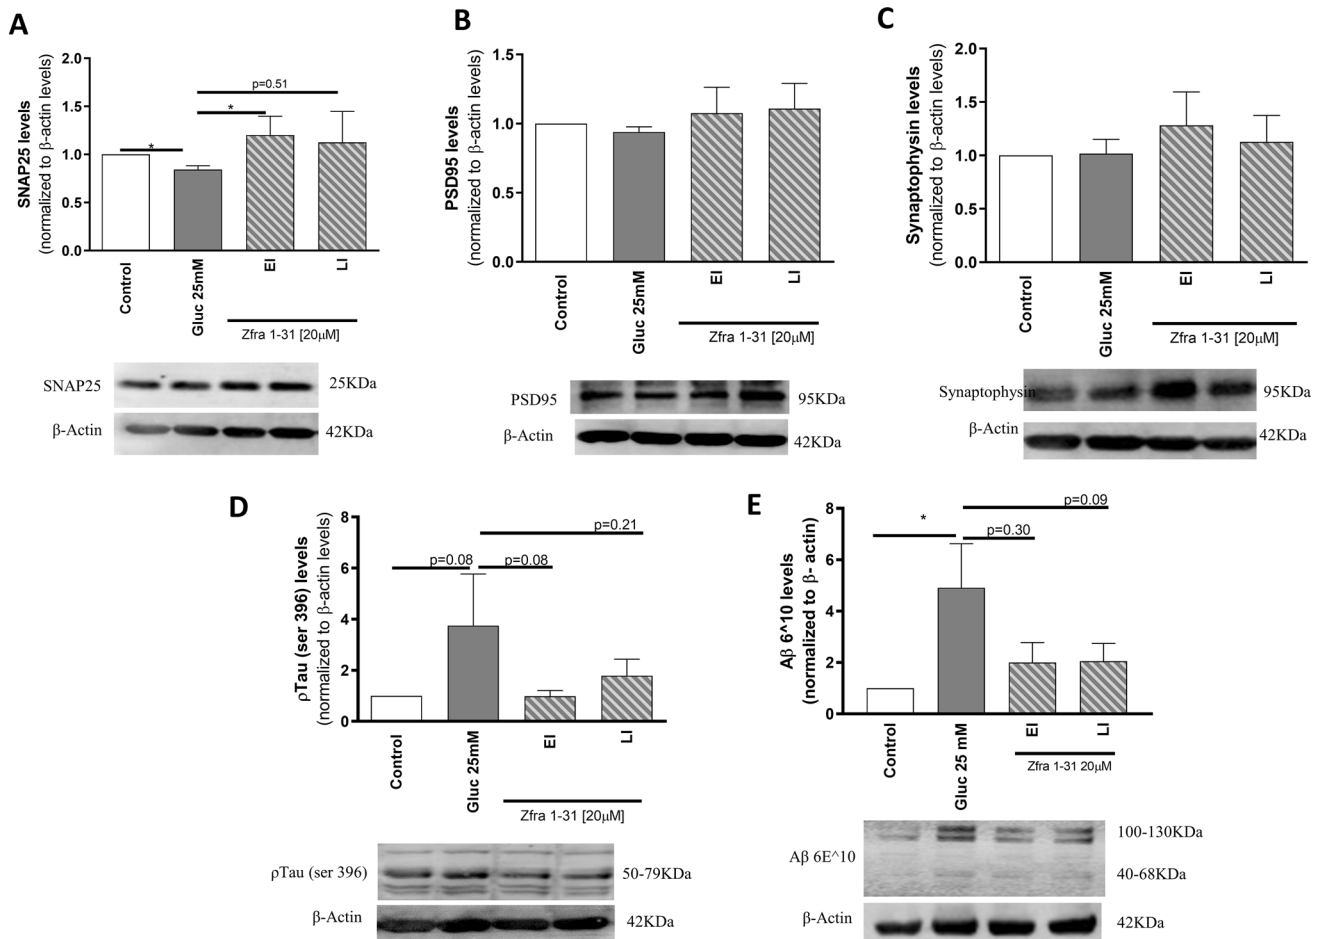 A
SNAP25 levels
(normalized to β-actin levels)
2.0
1.5
1.0
0.5
0.0
p=0.51
*
*
Control
Gluc 25mM
EI
LI
Zfra 1-31 [20μM]
SNAP25
25KDa
β-Actin
42KDa
B
PSD95 levels
(normalized to β-actin levels)
1.5
1.0
0.5
0.0
Control
Gluc 25mM
EI
LI
Zfra 1-31 [20μM]
PSD95
95KDa
β-Actin
42KDa
C
Synaptophysin levels
(normalized to β-actin levels)
2.0
1.5
1.0
0.5
0.0
Control
Gluc 25mM
EI
LI
Zfra 1-31 [20μM]
Synaptophysin
95KDa
β-Actin
42KDa
D
ρTau (ser 396) levels
(normalized to β-actin levels)
8
6
4
2
0
p=0.21
p=0.08
p=0.08
Control
Gluc 25mM
EI
LI
Zfra 1-31 [20μM]
ρTau (ser 396)
50-79KDa
β-Actin
42KDa
E
Aβ 6^10 levels
(normalized to β- actin)
8
6
4
2
0
p=0.09
*
p=0.30
Control
Gluc 25 mM
EI
LI
Zfra 1-31 20μM
100-130KDa
Aβ 6E^10
40-68KDa
β-Actin
42KDa